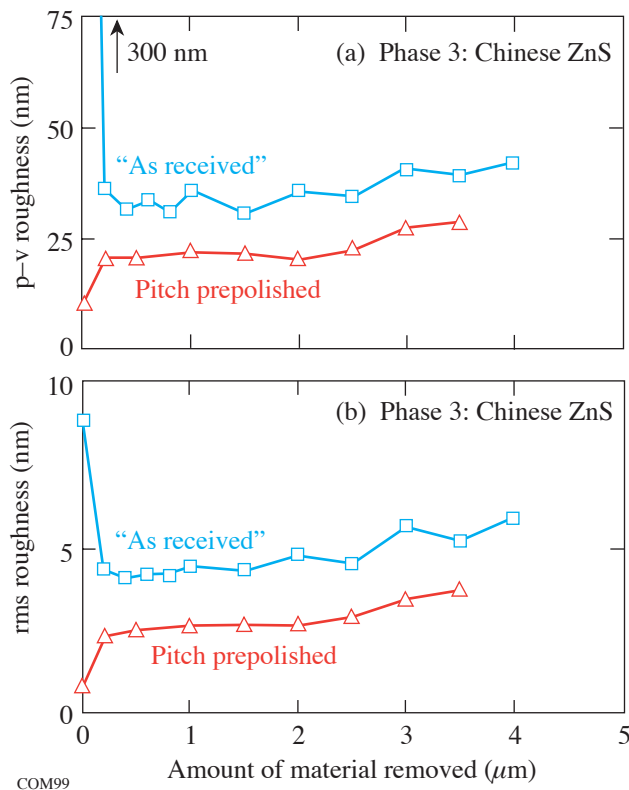 75
300 nm
(a) Phase 3: Chinese ZnS
50
“As received”
25
Pitch prepolished
0
p–v roughness (nm)
10
(b) Phase 3: Chinese ZnS
“As received”
5
Pitch prepolished
0
rms roughness (nm)
0 1 2 3 4 5
Amount of material removed (μm)
COM99